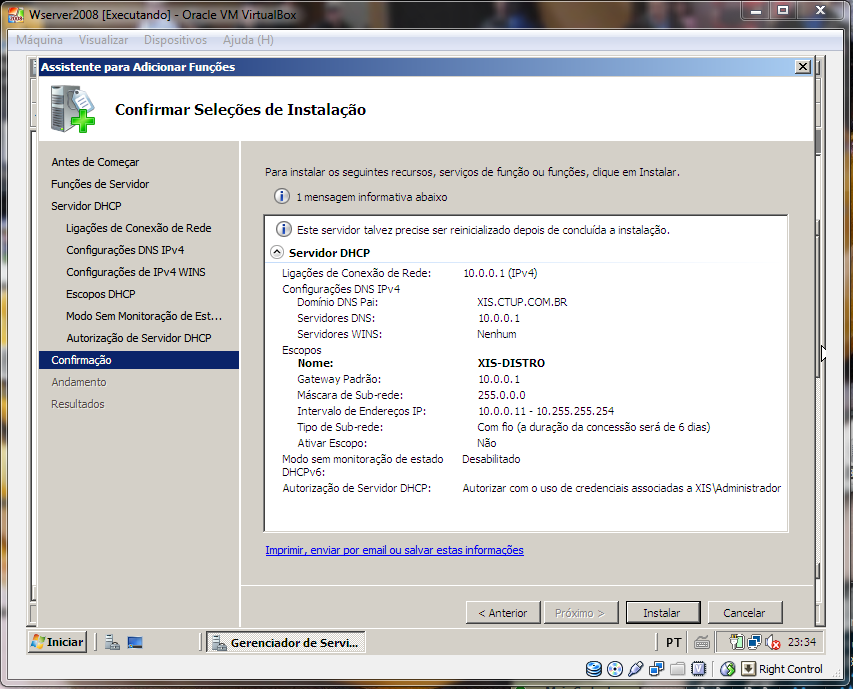 Wserver2008 [Executando] - Oracle VM VirtualBox
Máquina Visualizar Dispositivos Ajuda (H)
Assistente para Adicionar Funções
Confirmar Seleções de Instalação
Antes de Começar
Funções de Servidor
Servidor DHCP
Ligações de Conexão de Rede
Configurações DNS IPv4
Configurações de IPv4 WINS
Escopos DHCP
Modo Sem Monitoração de Est...
Autorização de Servidor DHCP
Confirmação
Andamento
Resultados
Para instalar os seguintes recursos, serviços de função ou funções, clique em Instalar.
1 mensagem informativa abaixo
Este servidor talvez precise ser reinicializado depois de concluída a instalação.
Servidor DHCP
Ligações de Conexão de Rede: 10.0.0.1 (IPv4)
Configurações DNS IPv4
Domínio DNS Pai: XIS.CTUP.COM.BR
Servidores DNS: 10.0.0.1
Servidores WINS: Nenhum
Escopos
Nome: XIS-DISTRO
Gateway Padrão: 10.0.0.1
Máscara de Sub-rede: 255.0.0.0
Intervalo de Endereços IP: 10.0.0.11 - 10.255.255.254
Tipo de Sub-rede: Com fio (a duração da concessão será de 6 dias)
Ativar Escopo: Não
Modo sem monitoração de estado Desabilitado
DHCPv6:
Autorização de Servidor DHCP: Autorizar com o uso de credenciais associadas a XIS\Administrador
Imprimir, enviar por email ou salvar estas informações
< Anterior Próximo > Instalar Cancelar
Iniciar Gerenciador de Servi... PT 23:34
Right Control